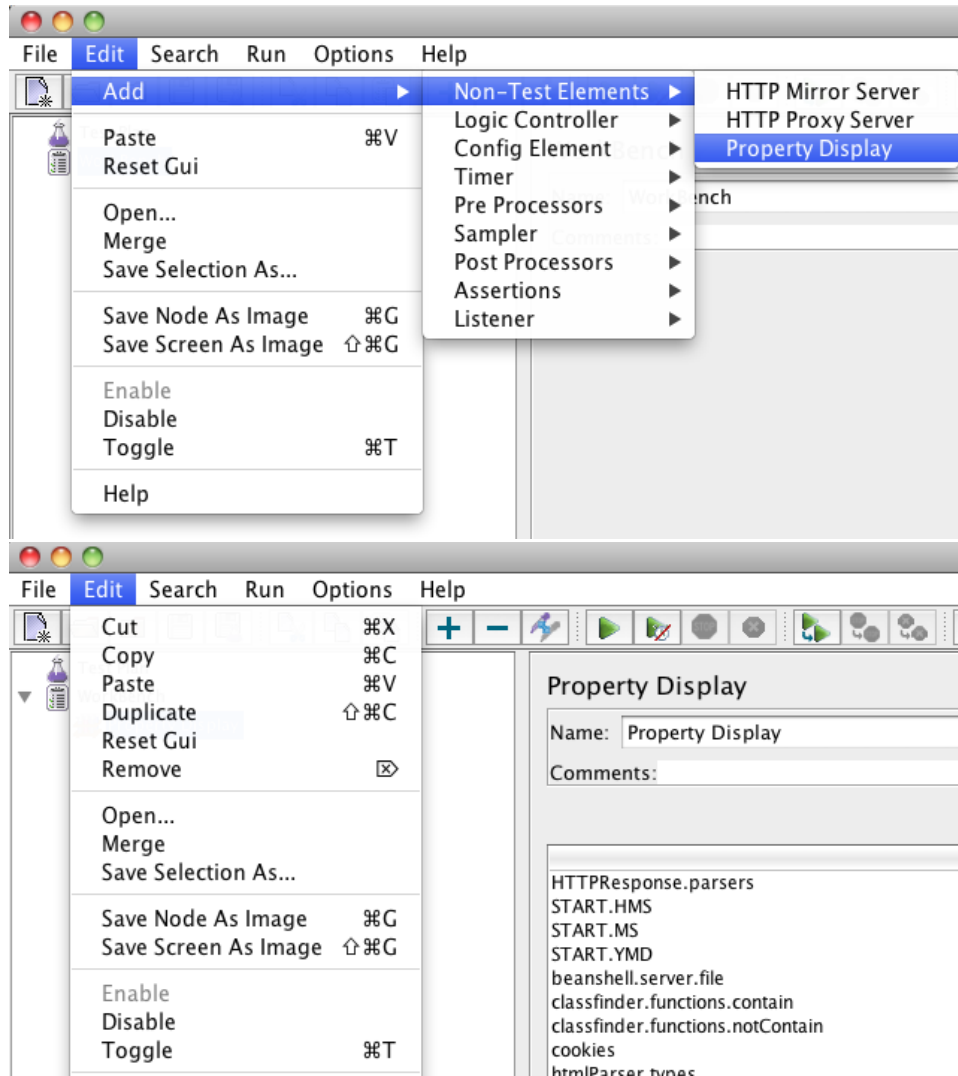 File Edit Search Run Options Help
Add
Paste ⌘V
Reset Gui
Open...
Merge
Save Selection As...
Save Node As Image ⌘G
Save Screen As Image ⇧⌘G
Enable
Disable
Toggle ⌘T
Help
Non-Test Elements
Logic Controller
Config Element
Timer
Pre Processors
Sampler
Post Processors
Assertions
Listener
HTTP Mirror Server
HTTP Proxy Server
Property Display
Name: WorkBench
Comments
File Edit Search Run Options Help
Cut ⌘X
Copy ⌘C
Paste ⌘V
Duplicate ⇧⌘C
Reset Gui
Remove ⌦
Open...
Merge
Save Selection As...
Save Node As Image ⌘G
Save Screen As Image ⇧⌘G
Enable
Disable
Toggle ⌘T
Property Display
Name: Property Display
Comments:
HTTPResponse.parsers
START.HMS
START.MS
START.YMD
beanshell.server.file
classfinder.functions.contain
classfinder.functions.notContain
cookies
htmlParser.types